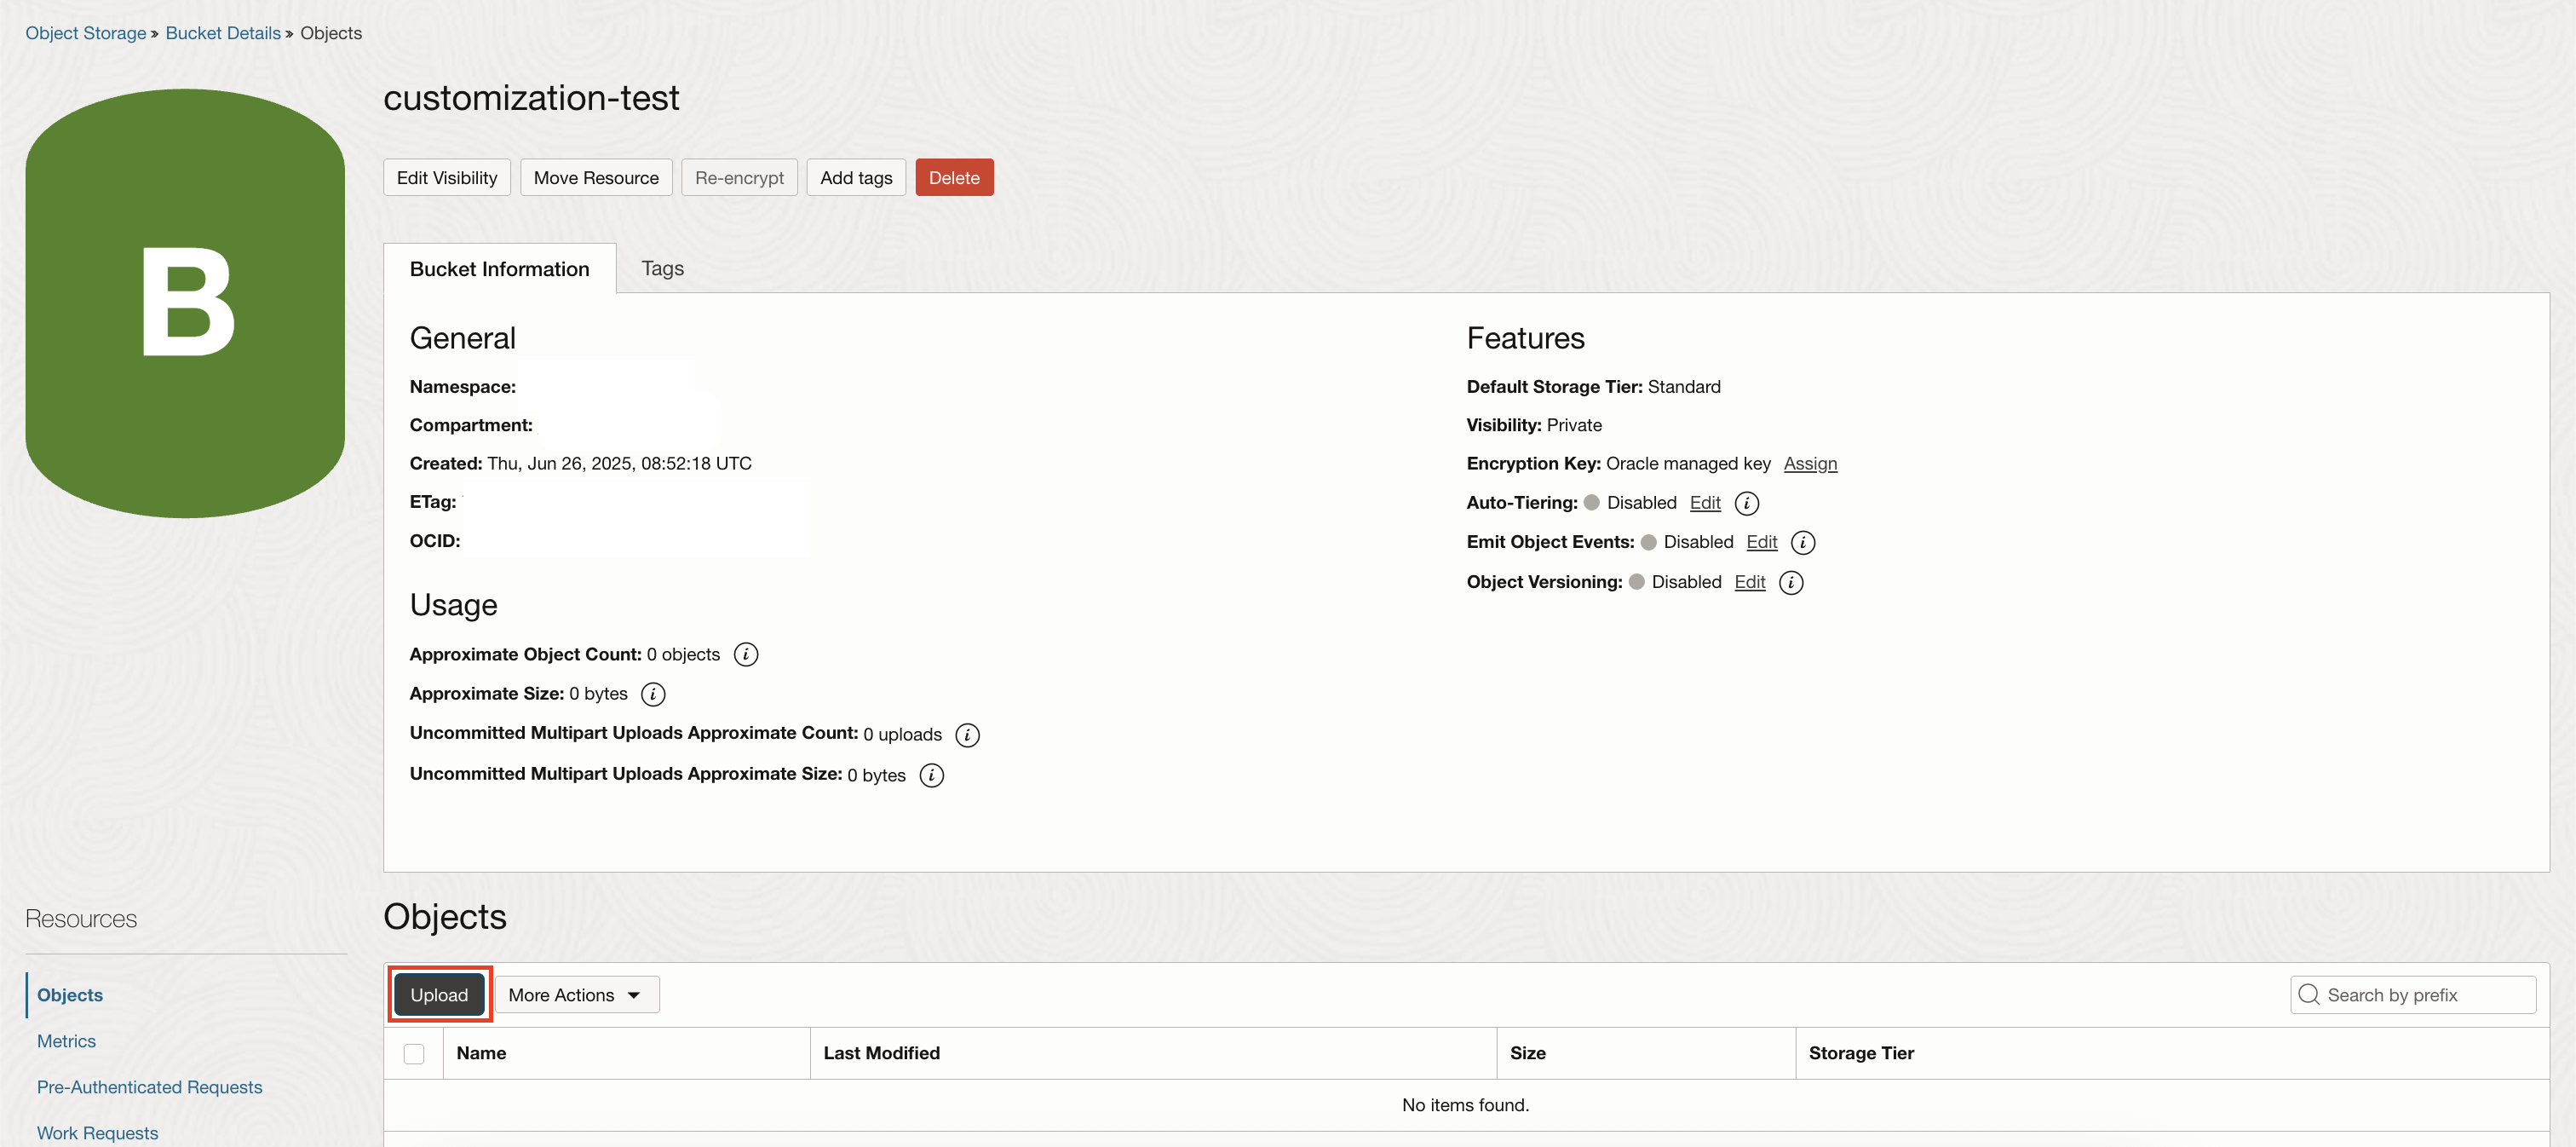 Object Storage » Bucket Details » Objects
B
customization-test
Edit Visibility
Move Resource
Re-encrypt
Add tags
Delete
Bucket Information
Tags
General
Namespace:
Compartment:
Created: Thu, Jun 26, 2025, 08:52:18 UTC
ETag:
OCID:
Usage
Approximate Object Count: 0 objects i
Approximate Size: 0 bytes i
Uncommitted Multipart Uploads Approximate Count: 0 uploads i
Uncommitted Multipart Uploads Approximate Size: 0 bytes i
Features
Default Storage Tier: Standard
Visibility: Private
Encryption Key: Oracle managed key Assign
Auto-Tiering: Disabled Edit i
Emit Object Events: Disabled Edit i
Object Versioning: Disabled Edit i
Resources
Objects
Metrics
Pre-Authenticated Requests
Work Requests
Objects
Upload
More Actions
Search by prefix
Name
Last Modified
Size
Storage Tier
No items found.